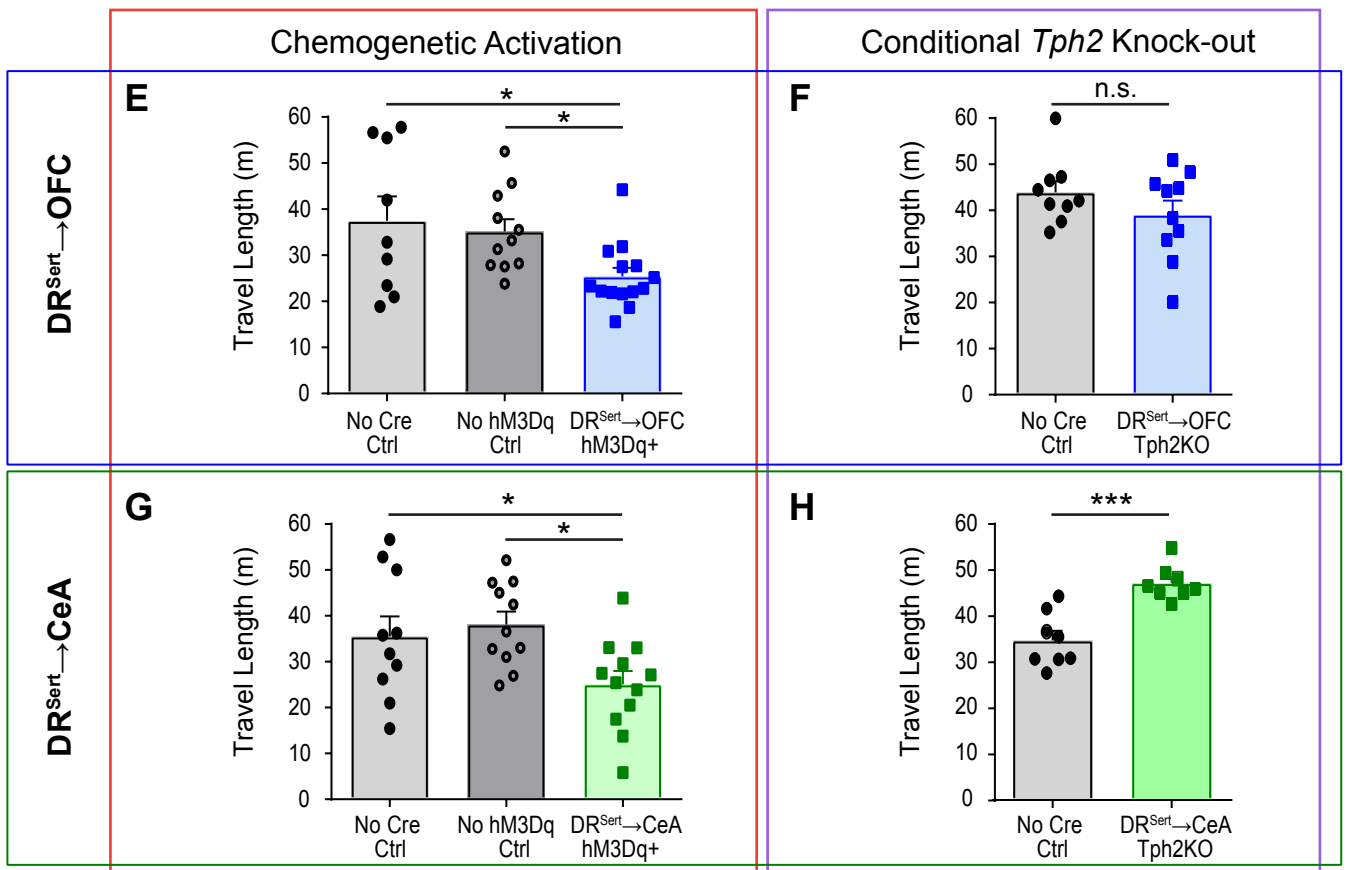 Chemogenetic Activation
Conditional Tph2 Knock-out
DRSert→OFC
E
*
*
Travel Length (m)
60
50
40
30
20
10
0
No Cre
Ctrl
No hM3Dq
Ctrl
DRSert→OFC
hM3Dq+
F
n.s.
Travel Length (m)
60
50
40
30
20
10
0
No Cre
Ctrl
DRSert→OFC
Tph2KO
DRSert→CeA
G
*
*
Travel Length (m)
60
50
40
30
20
10
0
No Cre
Ctrl
No hM3Dq
Ctrl
DRSert→CeA
hM3Dq+
H
***
Travel Length (m)
60
50
40
30
20
10
0
No Cre
Ctrl
DRSert→CeA
Tph2KO